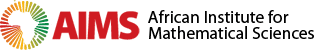 AIMS
African Institute for
Mathematical Sciences